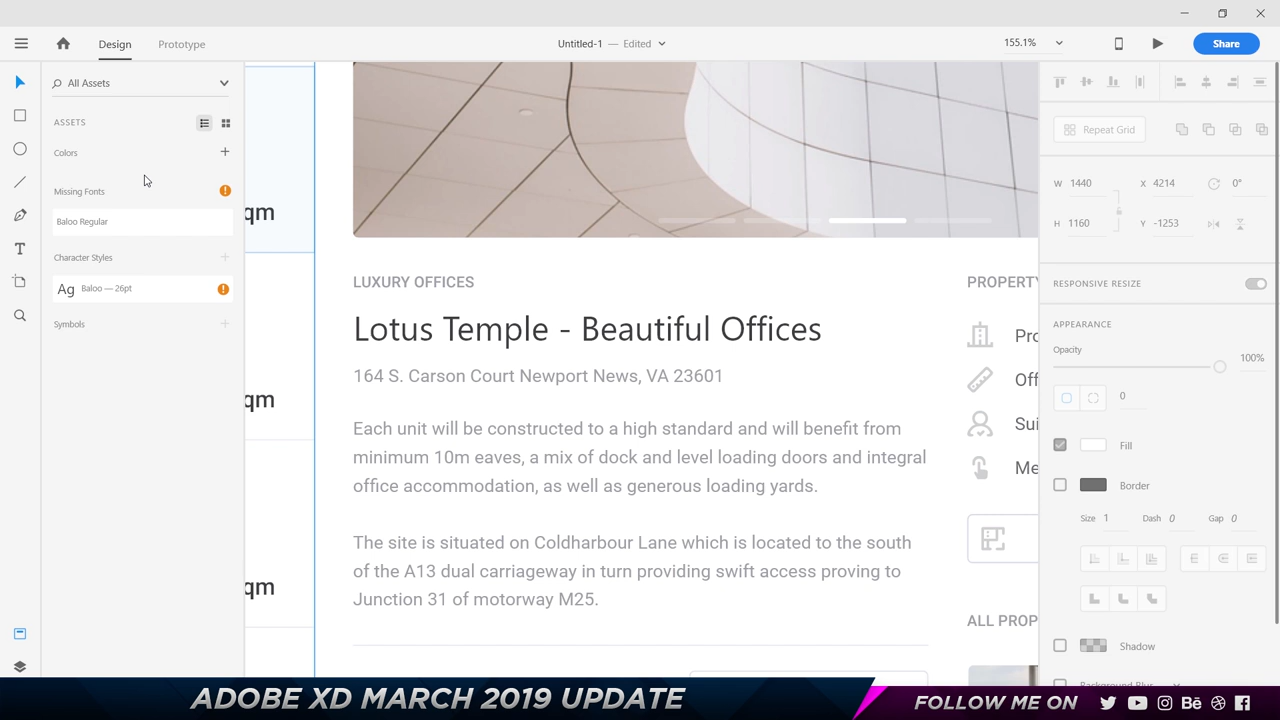 Design
Prototype
Untitled-1 — Edited
155.1%
Share
All Assets
ASSETS
Colors
Missing Fonts
Baloo Regular
Character Styles
Ag Baloo — 26pt
Symbols
qm
qm
qm
LUXURY OFFICES
Lotus Temple - Beautiful Offices
164 S. Carson Court Newport News, VA 23601
Each unit will be constructed to a high standard and will benefit from
minimum 10m eaves, a mix of dock and level loading doors and integral
office accommodation, as well as generous loading yards.
The site is situated on Coldharbour Lane which is located to the south
of the A13 dual carriageway in turn providing swift access proving to
Junction 31 of motorway M25.
PROPERTY
Pro
Off
Sui
Me
ALL PROP
Repeat Grid
W 1440 X 4214 0°
H 1160 Y -1253
RESPONSIVE RESIZE
APPEARANCE
Opacity
100%
0
Fill
Border
Size 1 Dash 0 Gap 0
Shadow
Background Blur
ADOBE XD MARCH 2019 UPDATE
FOLLOW ME ON